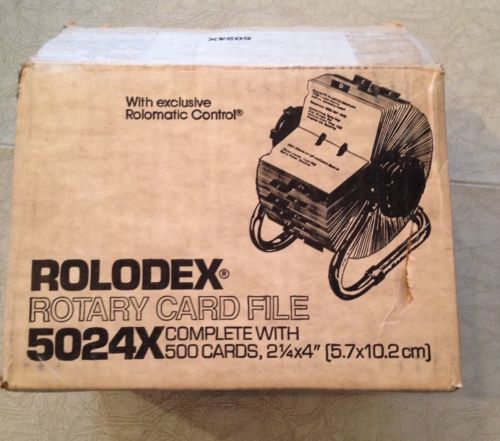 5024X
With exclusive
Rolomatic Control®
D
ROLODEX®
ROTARY CARD FILE
5024X COMPLETE WITH
500 CARDS, 2¼x4" (5.7x10.2 cm)